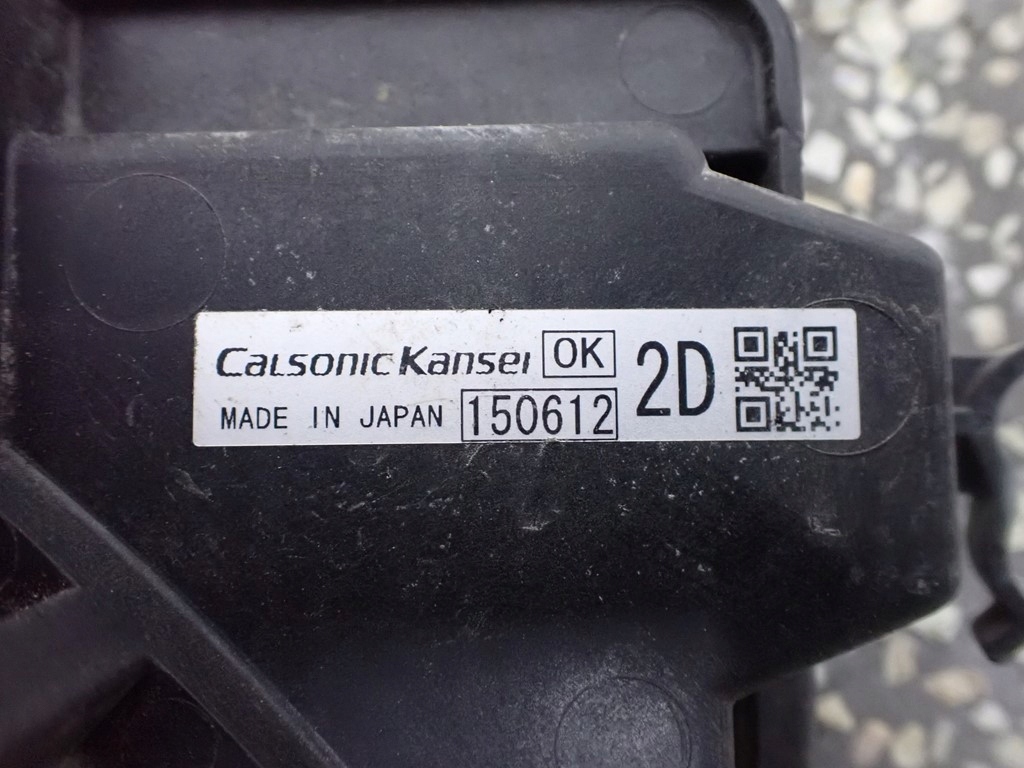 CalsonicKansei OK 2D
MADE IN JAPAN 150612